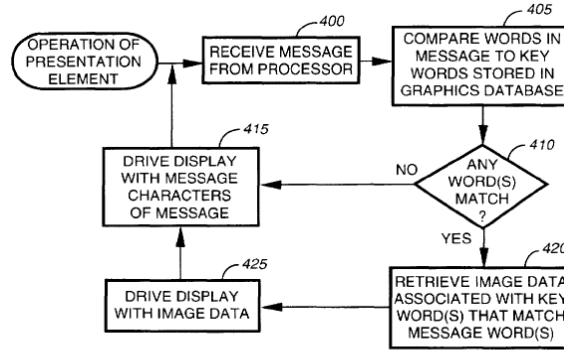 OPERATION OF
PRESENTATION
ELEMENT
400
RECEIVE MESSAGE
FROM PROCESSOR
405
COMPARE WORDS IN
MESSAGE TO KEY
WORDS STORED IN
GRAPHICS DATABASE
410
ANY
WORD(S)
MATCH
?
NO
YES
415
DRIVE DISPLAY
WITH MESSAGE
CHARACTERS
OF MESSAGE
420
RETRIEVE IMAGE DATA
ASSOCIATED WITH KEY
WORD(S) THAT MATCH
MESSAGE WORD(S)
425
DRIVE DISPLAY
WITH IMAGE DATA